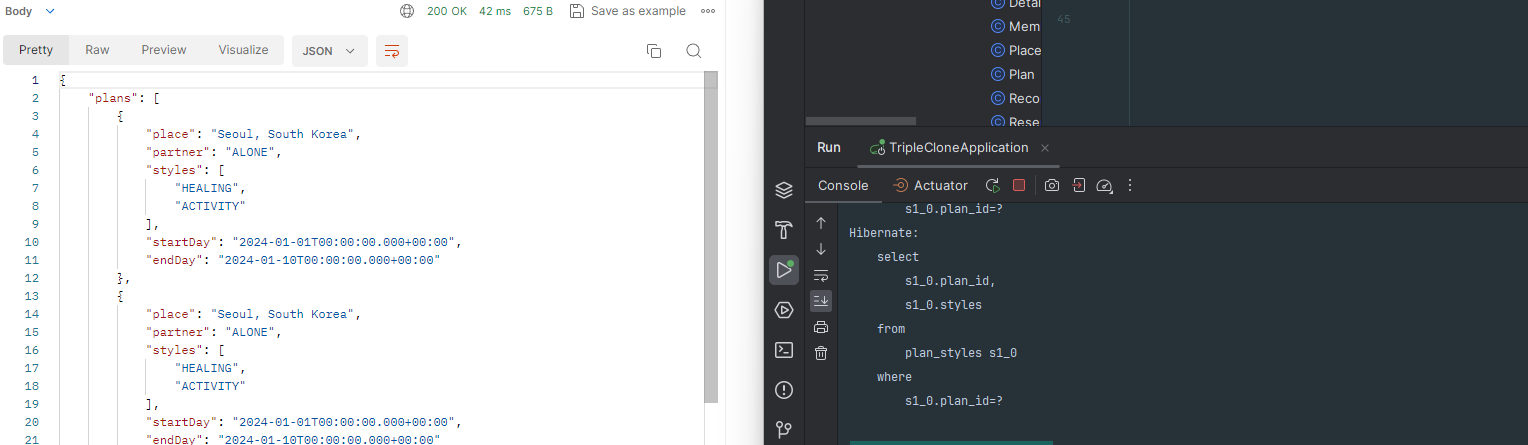 Body 200 OK 42 ms 675 B Save as example
Pretty Raw Preview Visualize JSON
1 {
2 "plans": [
3 {
4 "place": "Seoul, South Korea",
5 "partner": "ALONE",
6 "styles": [
7 "HEALING",
8 "ACTIVITY"
9 ],
10 "startDay": "2024-01-01T00:00:00.000+00:00",
11 "endDay": "2024-01-10T00:00:00.000+00:00"
12 },
13 {
14 "place": "Seoul, South Korea",
15 "partner": "ALONE",
16 "styles": [
17 "HEALING",
18 "ACTIVITY"
19 ],
20 "startDay": "2024-01-01T00:00:00.000+00:00",
21 "endDay": "2024-01-10T00:00:00.000+00:00"
Detai
Mem
Place
Plan
Reco
Rese
45
Run TripleCloneApplication
Console Actuator
s1_0.plan_id=?
Hibernate:
select
s1_0.plan_id,
s1_0.styles
from
plan_styles s1_0
where
s1_0.plan_id=?